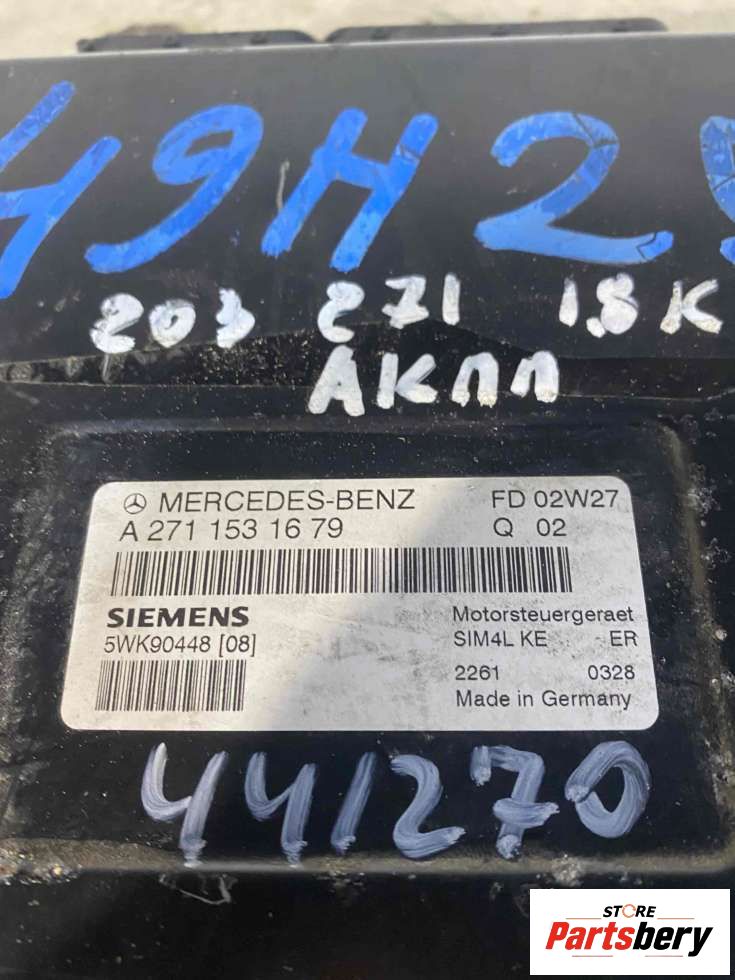 49H2
203 271 1.8K
АКПП
MERCEDES-BENZ FD 02W27
A 271 153 16 79 Q 02
SIEMENS Motorsteuergeraet
5WK90448 [08] SIM4L KE ER
2261 0328
Made in Germany
441270
STORE
Partsbery